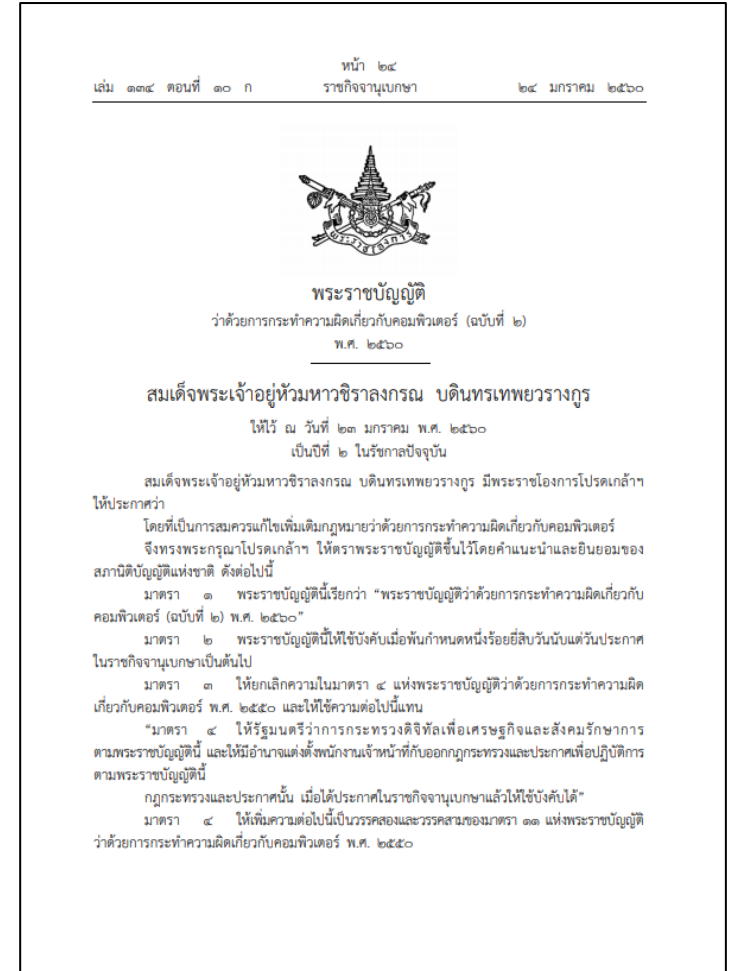 หน้า ๒๔
เล่ม ๑๓๔ ตอนที่ ๑๐ ก ราชกิจจานุเบกษา ๒๔ มกราคม ๒๕๖๐
พระบรมราชโองการ
พระราชบัญญัติ
ว่าด้วยการกระทำความผิดเกี่ยวกับคอมพิวเตอร์ (ฉบับที่ ๒)
พ.ศ. ๒๕๖๐
สมเด็จพระเจ้าอยู่หัวมหาวชิราลงกรณ บดินทรเทพยวรางกูร
ให้ไว้ ณ วันที่ ๒๓ มกราคม พ.ศ. ๒๕๖๐
เป็นปีที่ ๒ ในรัชกาลปัจจุบัน
สมเด็จพระเจ้าอยู่หัวมหาวชิราลงกรณ บดินทรเทพยวรางกูร มีพระราชโองการโปรดเกล้าฯ
ให้ประกาศว่า
โดยที่เป็นการสมควรแก้ไขเพิ่มเติมกฎหมายว่าด้วยการกระทำความผิดเกี่ยวกับคอมพิวเตอร์
จึงทรงพระกรุณาโปรดเกล้าฯ ให้ตราพระราชบัญญัติขึ้นไว้โดยคำแนะนำและยินยอมของ
สภานิติบัญญัติแห่งชาติ ดังต่อไปนี้
มาตรา ๑ พระราชบัญญัตินี้เรียกว่า “พระราชบัญญัติว่าด้วยการกระทำความผิดเกี่ยวกับ
คอมพิวเตอร์ (ฉบับที่ ๒) พ.ศ. ๒๕๖๐”
มาตรา ๒ พระราชบัญญัตินี้ให้ใช้บังคับเมื่อพ้นกำหนดหนึ่งร้อยยี่สิบวันนับแต่วันประกาศ
ในราชกิจจานุเบกษาเป็นต้นไป
มาตรา ๓ ให้ยกเลิกความในมาตรา ๔ แห่งพระราชบัญญัติว่าด้วยการกระทำความผิด
เกี่ยวกับคอมพิวเตอร์ พ.ศ. ๒๕๕๐ และให้ใช้ความต่อไปนี้แทน
“มาตรา ๔ ให้รัฐมนตรีว่าการกระทรวงดิจิทัลเพื่อเศรษฐกิจและสังคมรักษาการ
ตามพระราชบัญญัตินี้ และให้มีอำนาจแต่งตั้งพนักงานเจ้าหน้าที่กับออกกฎกระทรวงและประกาศเพื่อปฏิบัติการ
ตามพระราชบัญญัตินี้
กฎกระทรวงและประกาศนั้น เมื่อได้ประกาศในราชกิจจานุเบกษาแล้วให้ใช้บังคับได้”
มาตรา ๔ ให้เพิ่มความต่อไปนี้เป็นวรรคสองและวรรคสามของมาตรา ๑๑ แห่งพระราชบัญญัติ
ว่าด้วยการกระทำความผิดเกี่ยวกับคอมพิวเตอร์ พ.ศ. ๒๕๕๐